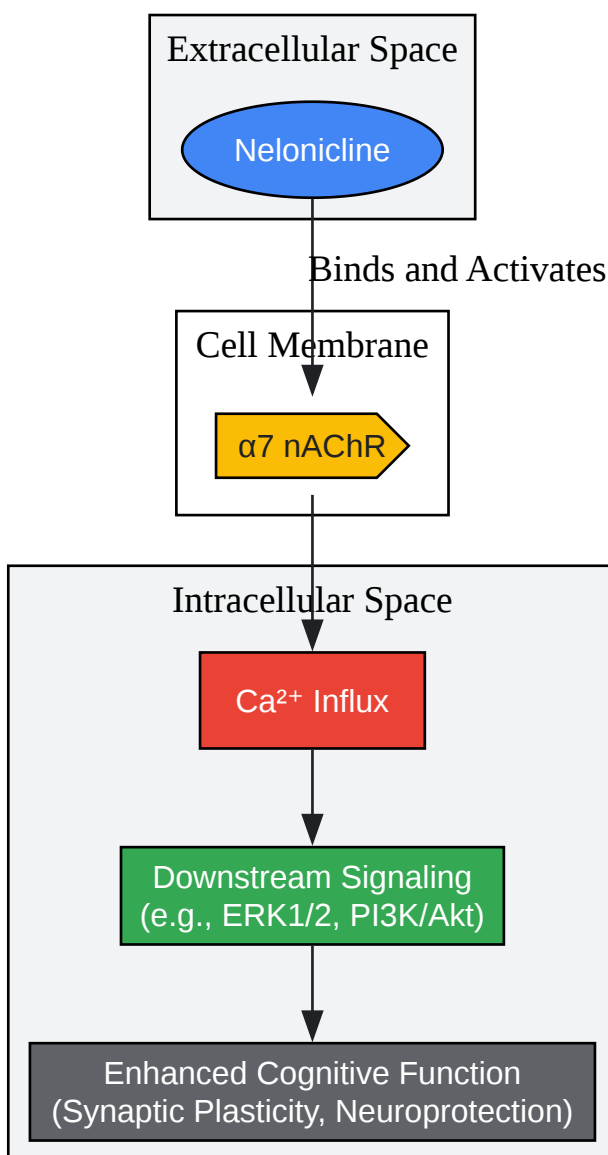 Extracellular Space
Nelonicline
Binds and Activates
Cell Membrane
α7 nAChR
Intracellular Space
Ca²⁺ Influx
Downstream Signaling
(e.g., ERK1/2, PI3K/Akt)
Enhanced Cognitive Function
(Synaptic Plasticity, Neuroprotection)